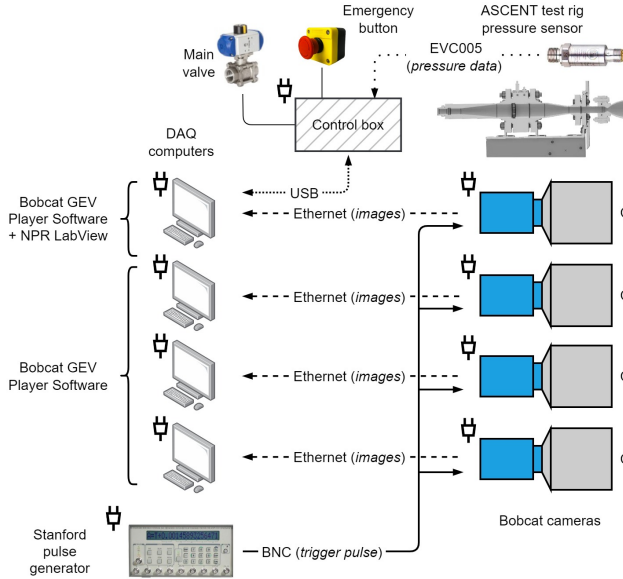 Emergency
button
ASCENT test rig
pressure sensor
Main
valve
EVC005
(pressure data)
Control box
DAQ
computers
USB
Bobcat GEV
Player Software
+ NPR LabView
Ethernet (images)
Ethernet (images)
Bobcat GEV
Player Software
Ethernet (images)
Ethernet (images)
Bobcat cameras
Stanford
pulse
generator
BNC (trigger pulse)